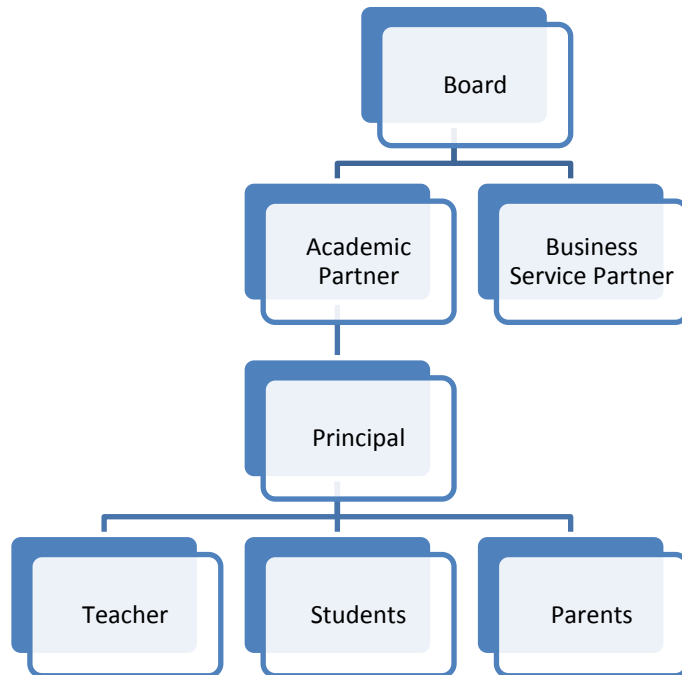 Board
Academic
Partner
Business
Service Partner
Principal
Teacher
Students
Parents